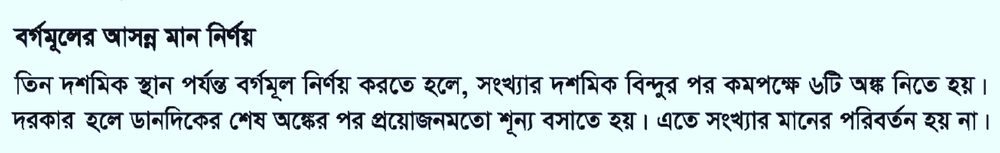 বর্গমূলের আসন্ন মান নির্ণয়
তিন দশমিক স্থান পর্যন্ত বর্গমূল নির্ণয় করতে হলে, সংখ্যার দশমিক বিন্দুর পর কমপক্ষে ৬টি অঙ্ক নিতে হয়।
দরকার হলে ডানদিকের শেষ অঙ্কের পর প্রয়োজনমতো শূন্য বসাতে হয়। এতে সংখ্যার মানের পরিবর্তন হয় না।